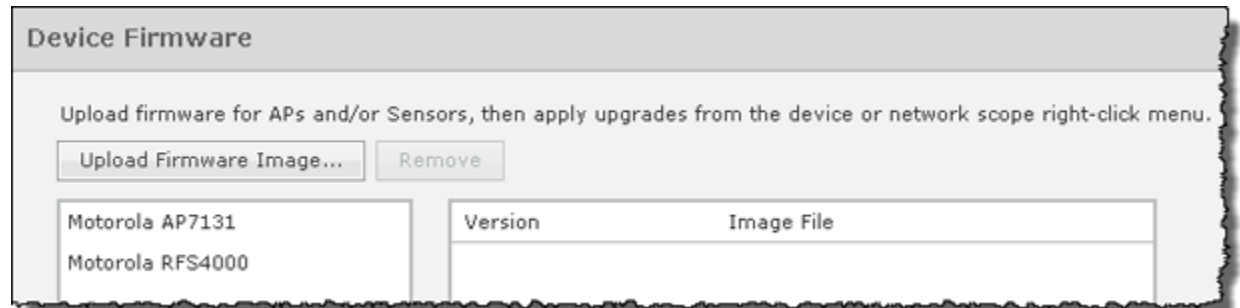 Device Firmware
Upload firmware for APs and/or Sensors, then apply upgrades from the device or network scope right-click menu.
Upload Firmware Image... Remove
Motorola AP7131 Version Image File
Motorola RFS4000